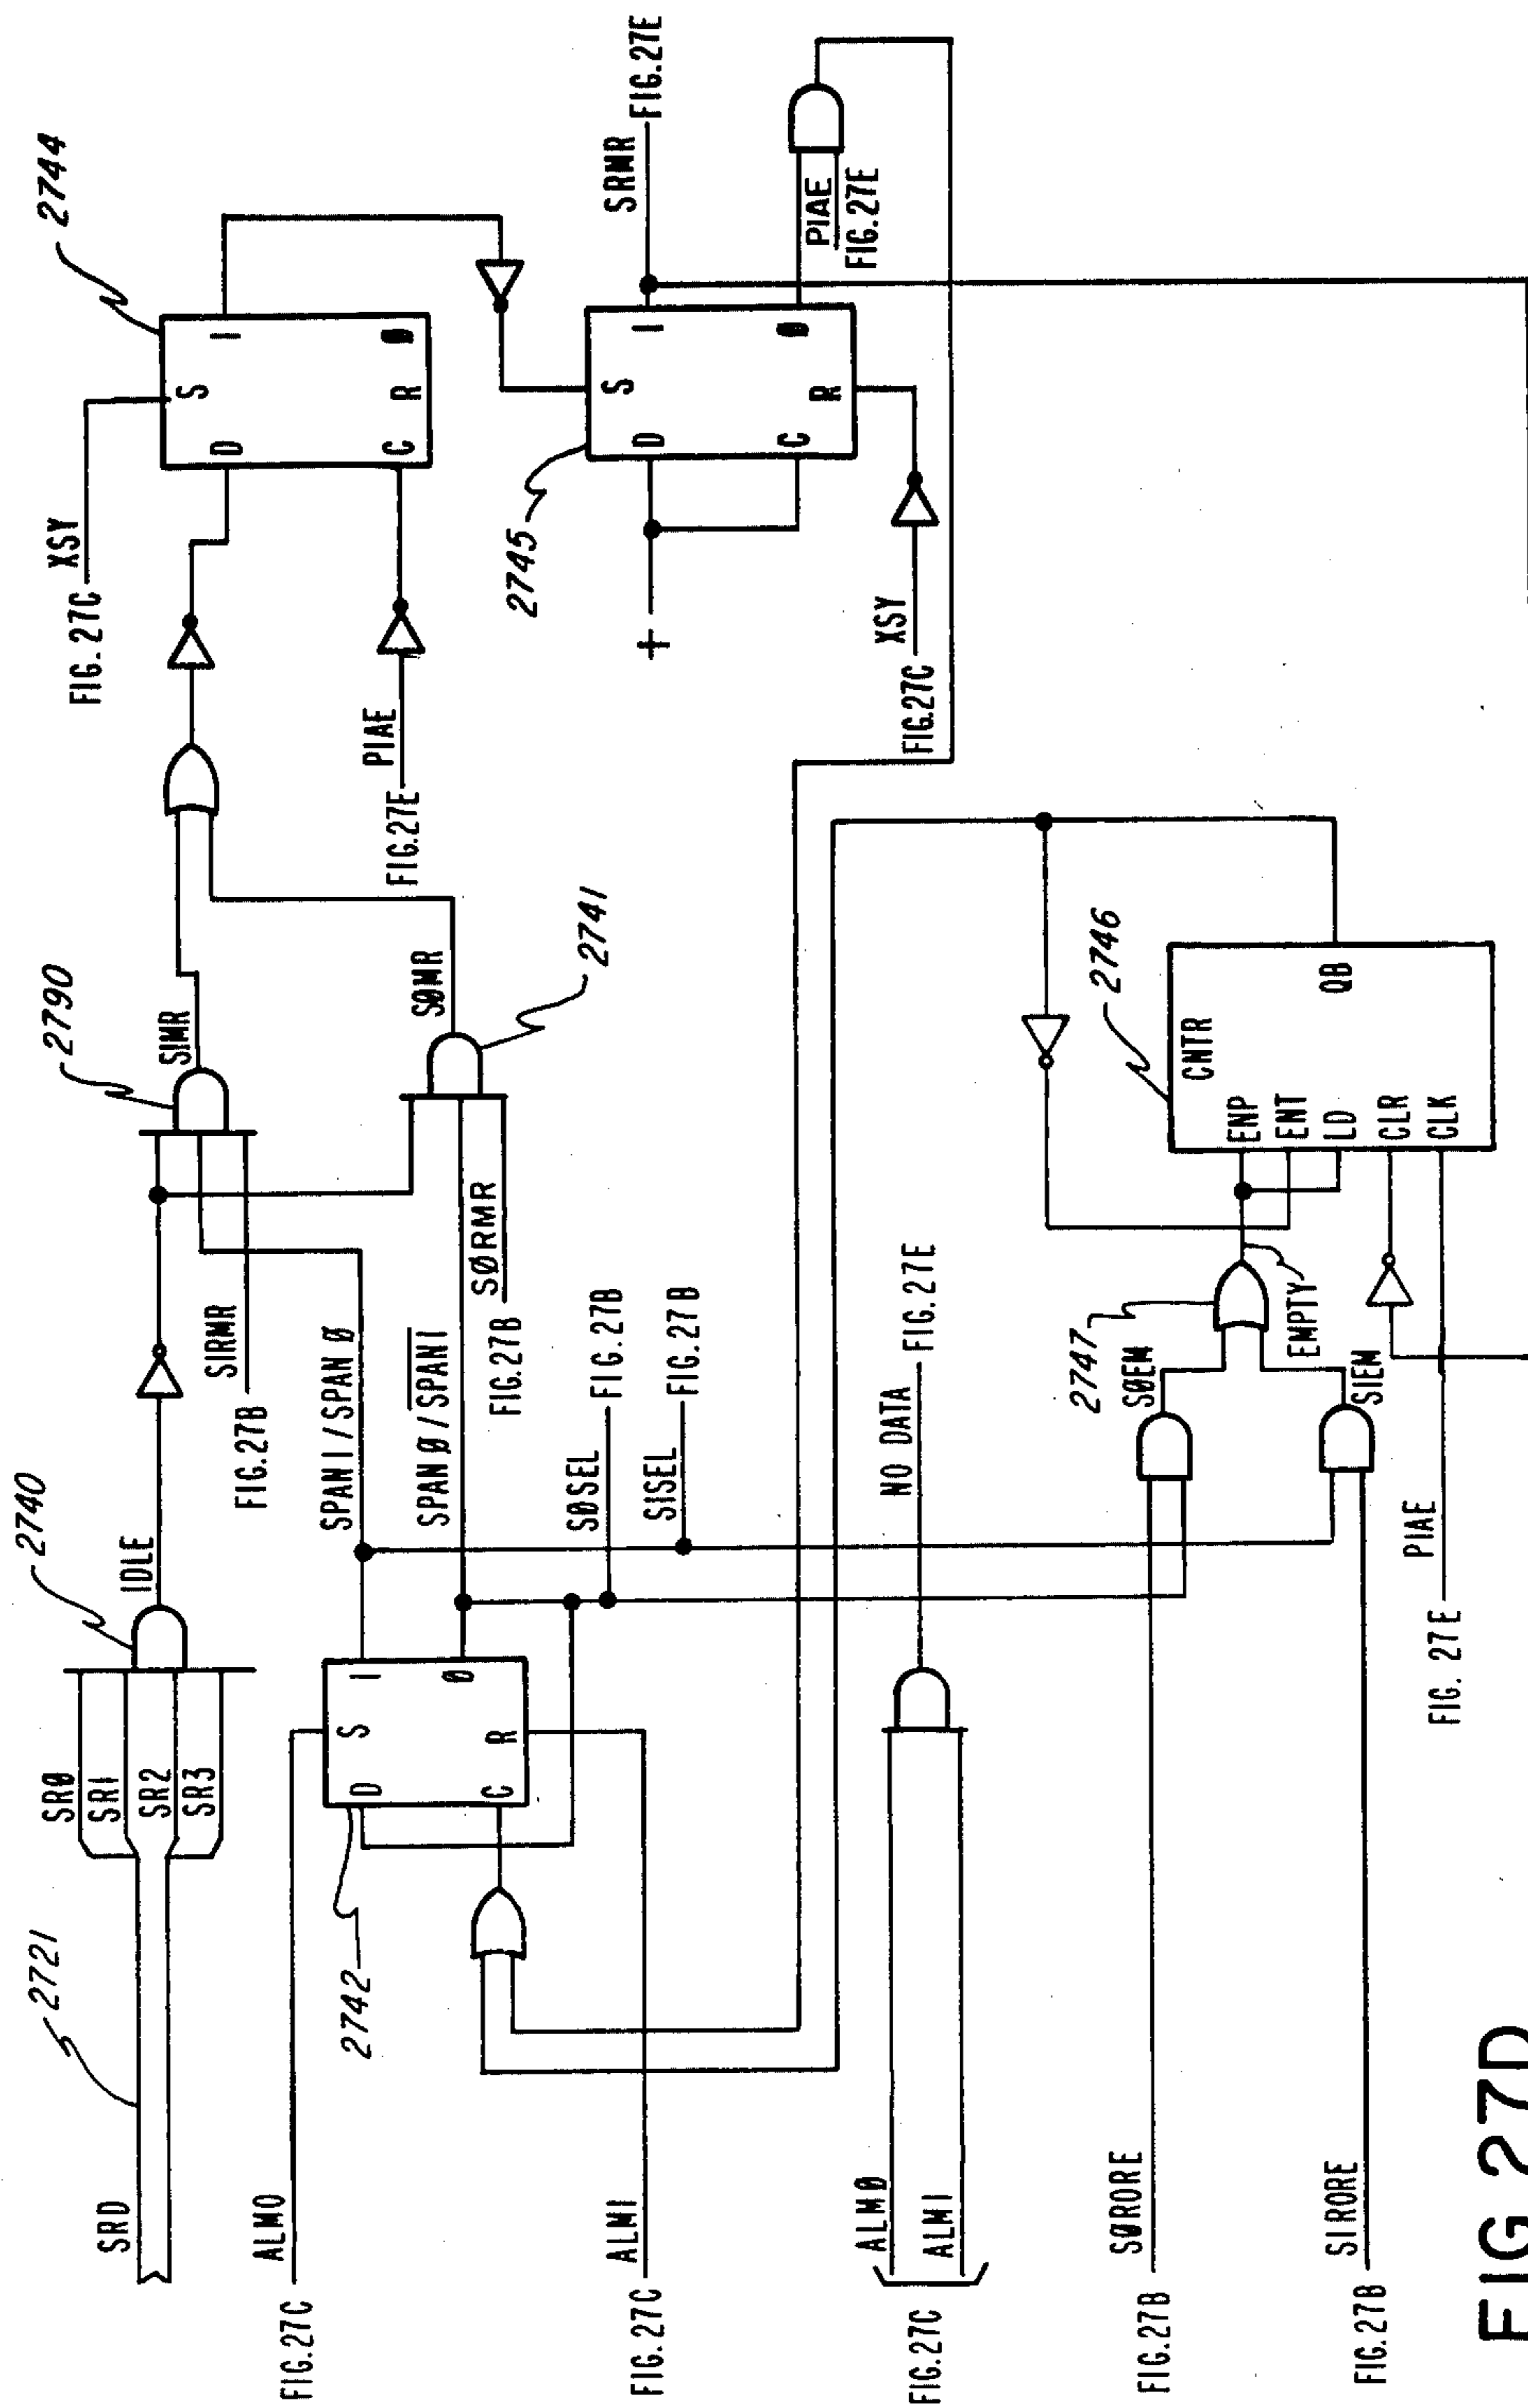 2721
SRD
SRØ
SR1
SR2
SR3
2740
IDLE
2790
SIMR
FIG. 27C XSY
2744
S
D
I
C
R
Ø
FIG.27C ALMO
2742
S
D
I
C
R
Ø
FIG.27C ALM1
SPAN 1 / SPAN Ø
SPAN Ø / SPAN 1
FIG.27B SIRMR
FIG.27B SØRMR
SØMR
2741
FIG.27E PIAE
SØSEL FIG.27B
SISEL FIG.27B
2745
+
S
D
I
C
R
Ø
FIG.27C XSY
SRMR FIG.27E
PIAE
FIG.27E
FIG.27C
ALMØ
ALM1
NO DATA FIG.27E
FIG.27B SØRORE
FIG.27B SIRORE
SØEM
SIEM
2747
EMPTY
FIG. 27E PIAE
2746
CNTR
ENP
ENT
LD
CLR
CLK
QB
FIG. 27D